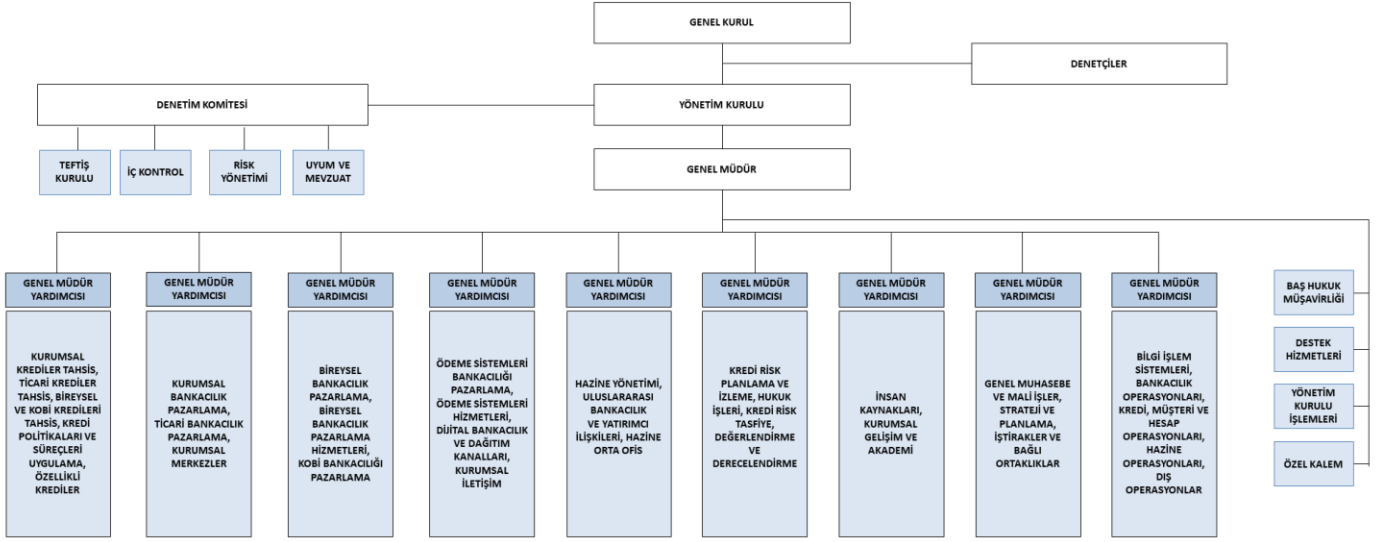 GENEL KURUL
DENETÇİLER
DENETİM KOMİTESİ
YÖNETİM KURULU
TEFTİŞ
KURULU
İÇ KONTROL
RİSK
YÖNETİMİ
UYUM VE
MEVZUAT
GENEL MÜDÜR
GENEL MÜDÜR
YARDIMCISI
KURUMSAL
KREDİLER TAHSİS,
TİCARİ KREDİLER
TAHSİS, BİREYSEL
VE KOBİ KREDİLERİ
TAHSİS, KREDİ
POLİTİKALARI VE
SÜREÇLERİ
UYGULAMA,
ÖZELLİKLİ
KREDİLER
GENEL MÜDÜR
YARDIMCISI
KURUMSAL
BANKACILIK
PAZARLAMA,
TİCARİ BANKACILIK
PAZARLAMA,
KURUMSAL
MERKEZLER
GENEL MÜDÜR
YARDIMCISI
BİREYSEL
BANKACILIK
PAZARLAMA,
BİREYSEL
BANKACILIK
PAZARLAMA
HİZMETLERİ,
KOBİ BANKACILIĞI
PAZARLAMA
GENEL MÜDÜR
YARDIMCISI
ÖDEME SİSTEMLERİ
BANKACILIĞI
PAZARLAMA,
ÖDEME SİSTEMLERİ
HİZMETLERİ,
DİJİTAL BANKACILIK
VE DAĞITIM
KANALLARI,
KURUMSAL
İLETİŞİM
GENEL MÜDÜR
YARDIMCISI
HAZİNE YÖNETİMİ,
ULUSLARARASI
BANKACILIK
VE YATIRIMCI
İLİŞKİLERİ, HAZİNE
ORTA OFİS
GENEL MÜDÜR
YARDIMCISI
KREDİ RİSK
PLANLAMA VE
İZLEME, HUKUK
İŞLERİ, KREDİ RİSK
TASFİYE,
DEĞERLENDİRME
VE
DERECELENDİRME
GENEL MÜDÜR
YARDIMCISI
İNSAN
KAYNAKLARI,
KURUMSAL
GELİŞİM VE
AKADEMİ
GENEL MÜDÜR
YARDIMCISI
GENEL MUHASEBE
VE MALİ İŞLER,
STRATEJİ VE
PLANLAMA,
İŞTİRAKLER VE
BAĞLI
ORTAKLIKLAR
GENEL MÜDÜR
YARDIMCISI
BİLGİ İŞLEM
SİSTEMLERİ,
BANKACILIK
OPERASYONLARI,
KREDİ, MÜŞTERİ VE
HESAP
OPERASYONLARI,
HAZİNE
OPERASYONLARI,
DIŞ
OPERASYONLAR
BAŞ HUKUK
MÜŞAVİRLİĞİ
DESTEK
HİZMETLERİ
YÖNETİM
KURULU
İŞLEMLERİ
ÖZEL KALEM